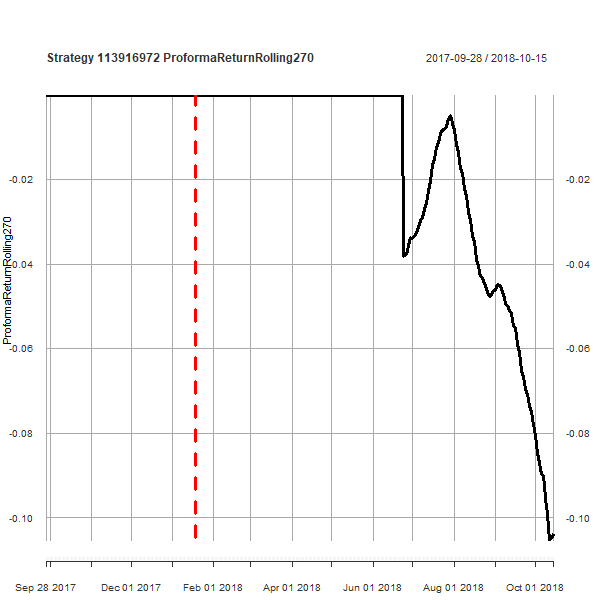 Strategy 113916972 ProformaReturnRolling270
2017-09-28 / 2018-10-15
ProformaReturnRolling270
-0.02
-0.04
-0.06
-0.08
-0.10
-0.02
-0.04
-0.06
-0.08
-0.10
Sep 28 2017 Dec 01 2017 Feb 01 2018 Apr 01 2018 Jun 01 2018 Aug 01 2018 Oct 01 2018